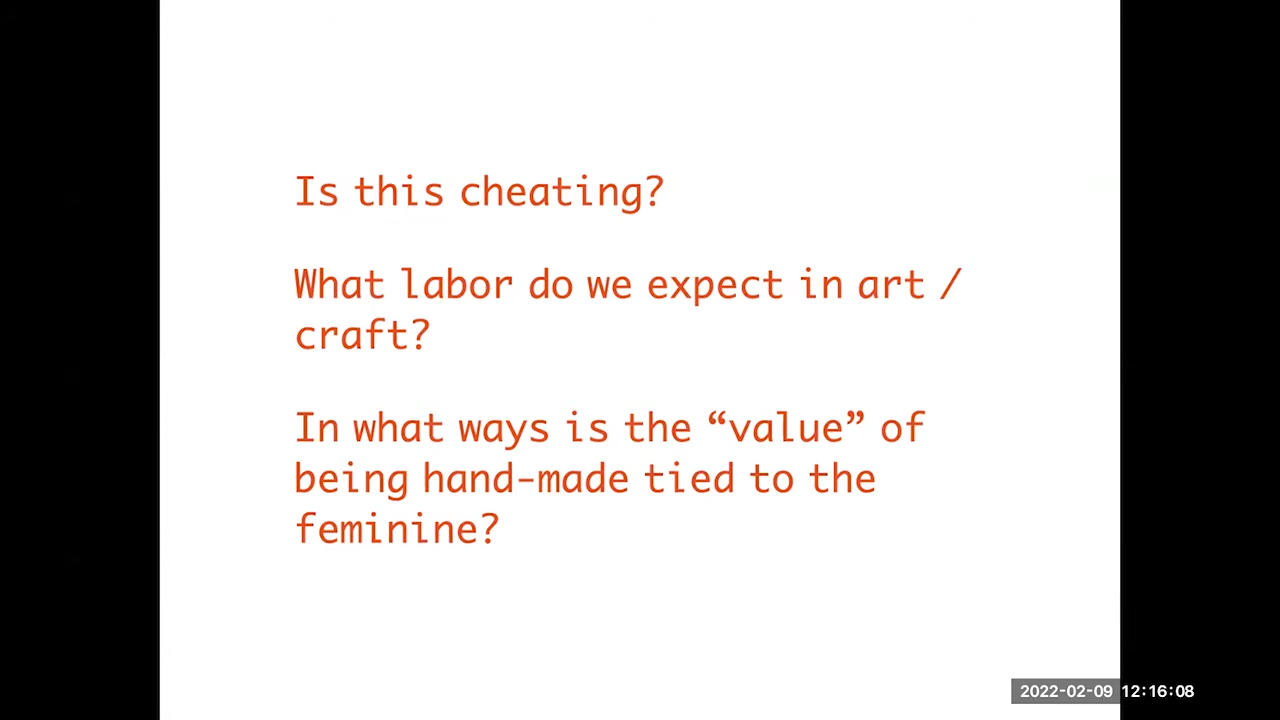 Is this cheating?
What labor do we expect in art /
craft?
In what ways is the “value” of
being hand-made tied to the
feminine?
2022-02-09 12:16:08